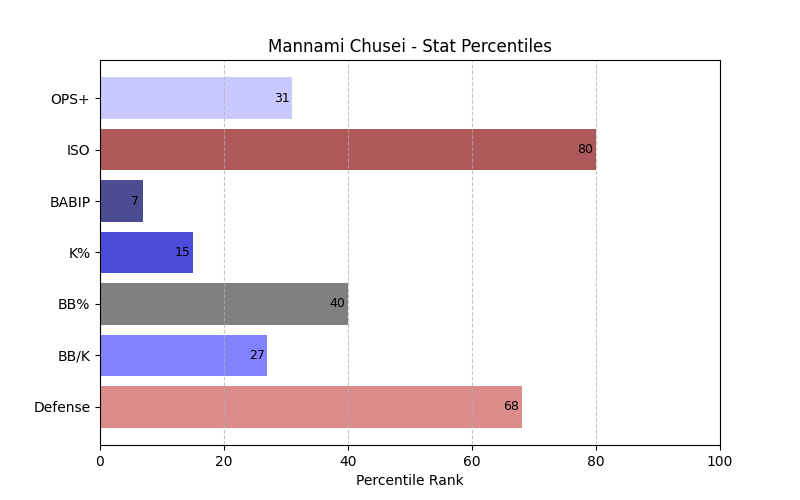 Mannami Chusei - Stat Percentiles
OPS+ 31
ISO 80
BABIP 7
K% 15
BB% 40
BB/K 27
Defense 68
0 20 40 60 80 100
Percentile Rank